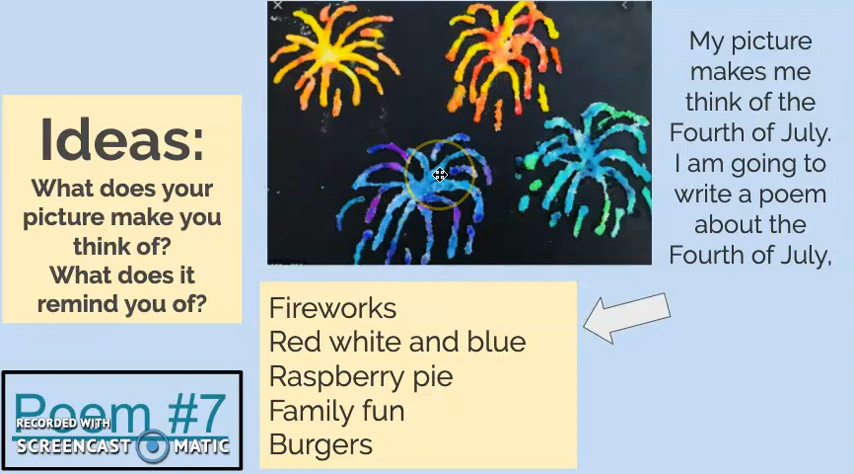 Ideas:
What does your
picture make you
think of?
What does it
remind you of?
My picture
makes me
think of the
Fourth of July.
I am going to
write a poem
about the
Fourth of July,
Fireworks
Red white and blue
Raspberry pie
Family fun
Burgers
Poem #7
RECORDED WITH
SCREENCAST MATIC